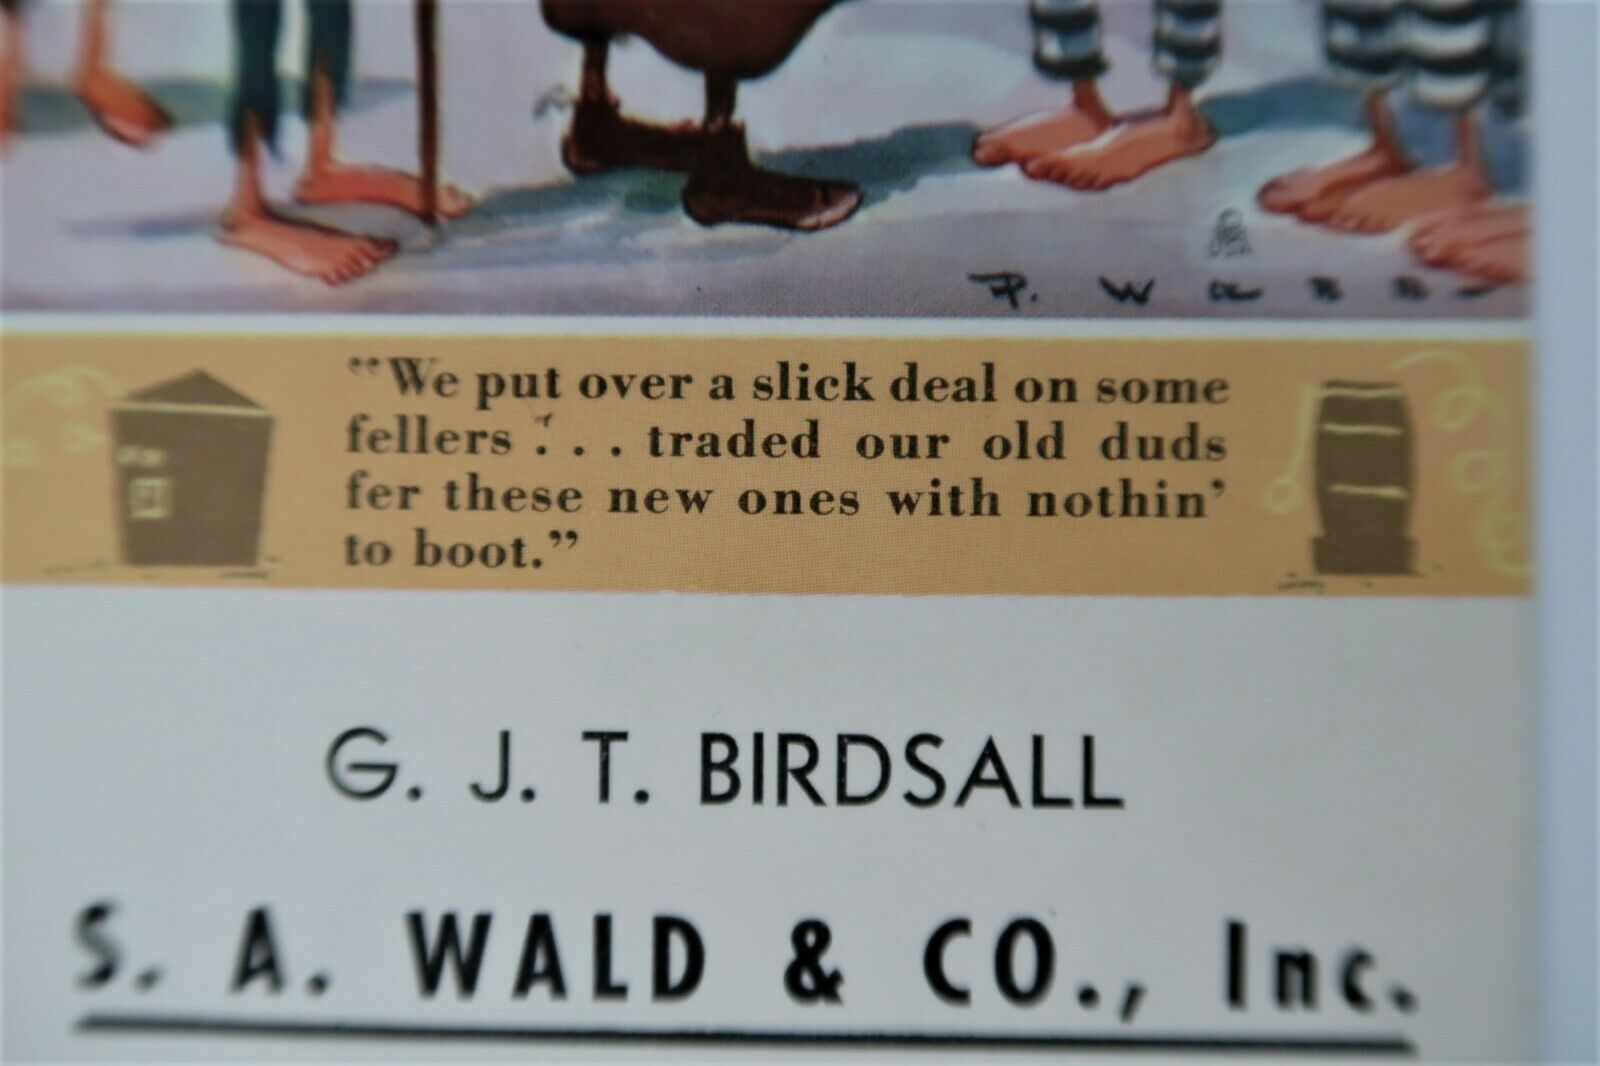 P. WEBB
"We put over a slick deal on some
fellers . . . traded our old duds
fer these new ones with nothin'
to boot."
G. J. T. BIRDSALL
S. A. WALD & CO., Inc.